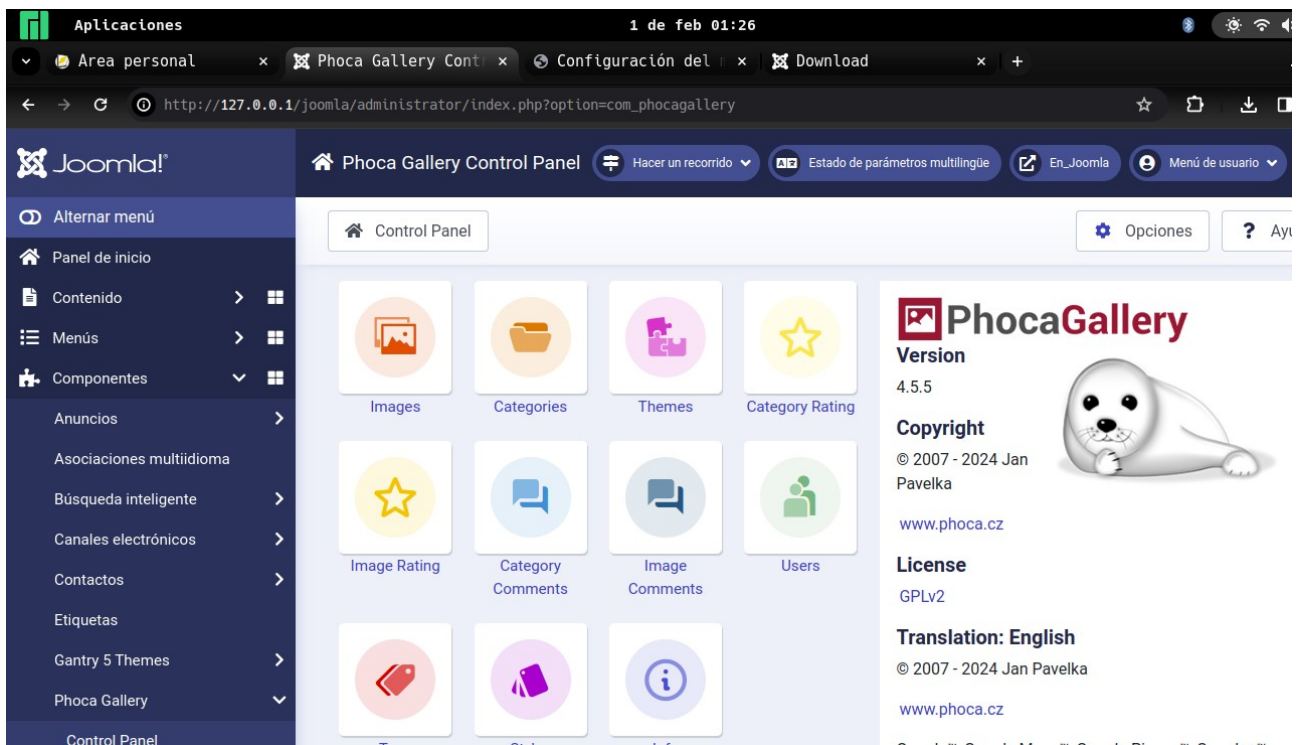 Aplicaciones
1 de feb 01:26
Area personal
Phoca Gallery Cont
Configuración del
Download
http://127.0.0.1/joomla/administrator/index.php?option=com_phocagallery
Joomla!®
Phoca Gallery Control Panel
Hacer un recorrido
Estado de parámetros multilingüe
En_Joomla
Menú de usuario
Alternar menú
Panel de inicio
Contenido
Menús
Componentes
Anuncios
Asociaciones multiidioma
Búsqueda inteligente
Canales electrónicos
Contactos
Etiquetas
Gantry 5 Themes
Phoca Gallery
Control Panel
Control Panel
Opciones
? Ayu
Images
Categories
Themes
Category Rating
Image Rating
Category
Comments
Image
Comments
Users
PhocaGallery
Version
4.5.5
Copyright
© 2007 - 2024 Jan
Pavelka
www.phoca.cz
License
GPLv2
Translation: English
© 2007 - 2024 Jan Pavelka
www.phoca.cz